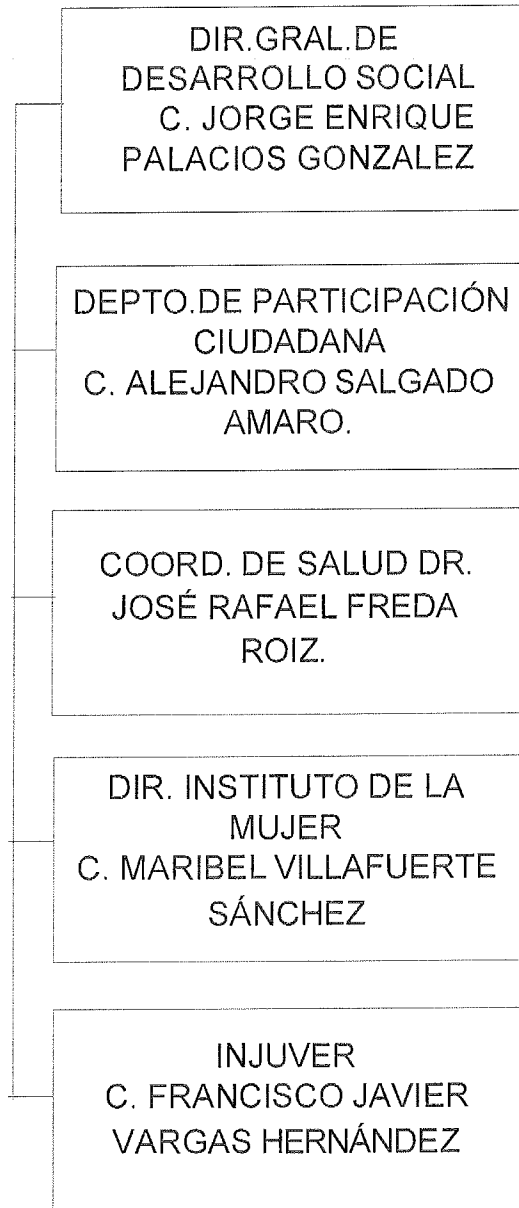 DIR.GRAL.DE
DESARROLLO SOCIAL
C. JORGE ENRIQUE
PALACIOS GONZALEZ
DEPTO.DE PARTICIPACIÓN
CIUDADANA
C. ALEJANDRO SALGADO
AMARO.
COORD. DE SALUD DR.
JOSÉ RAFAEL FREDA
ROIZ.
DIR. INSTITUTO DE LA
MUJER
C. MARIBEL VILLAFUERTE
SÁNCHEZ
INJUVER
C. FRANCISCO JAVIER
VARGAS HERNÁNDEZ